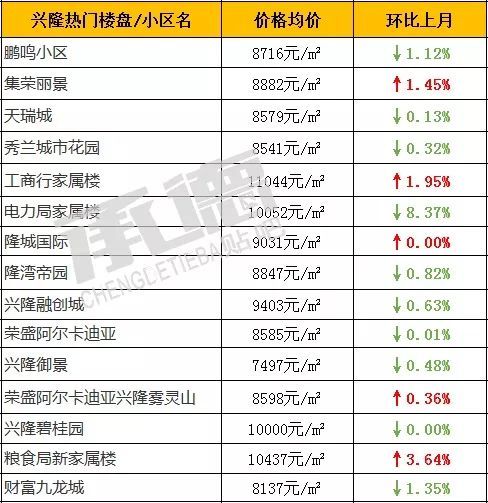 兴隆热门楼盘/小区名 价格均价 环比上月
鹏鸣小区 8716元/㎡ ↓1.12%
集荣丽景 8882元/㎡ ↑1.45%
天瑞城 8579元/㎡ ↓0.13%
秀兰城市花园 8541元/㎡ ↓0.32%
工商行家属楼 11044元/㎡ ↑1.95%
电力局家属楼 10052元/㎡ ↓8.37%
隆城国际 9031元/㎡ ↑0.00%
隆湾帝园 8847元/㎡ ↓0.82%
兴隆融创城 9403元/㎡ ↓0.63%
荣盛阿尔卡迪亚 8585元/㎡ ↓0.01%
兴隆御景 7497元/㎡ ↓0.48%
荣盛阿尔卡迪亚兴隆雾灵山 8598元/㎡ ↑0.36%
兴隆碧桂园 10000元/㎡ ↓0.00%
粮食局新家属楼 10437元/㎡ ↑3.64%
财富九龙城 8137元/㎡ ↓1.35%
承德
CHENGLETIEBA贴吧